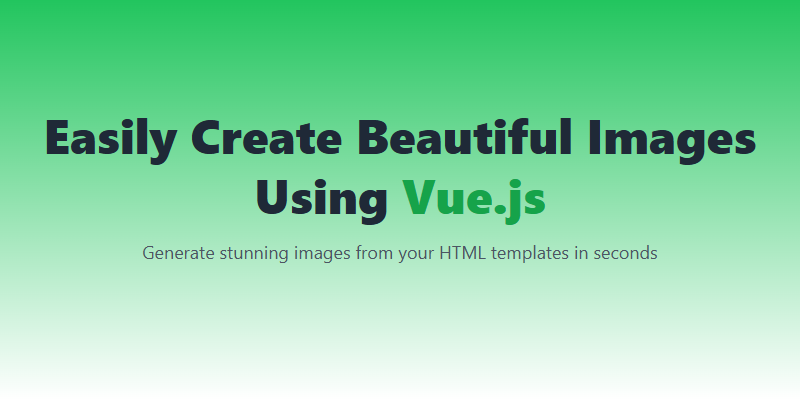 Easily Create Beautiful Images
Using Vue.js
Generate stunning images from your HTML templates in seconds